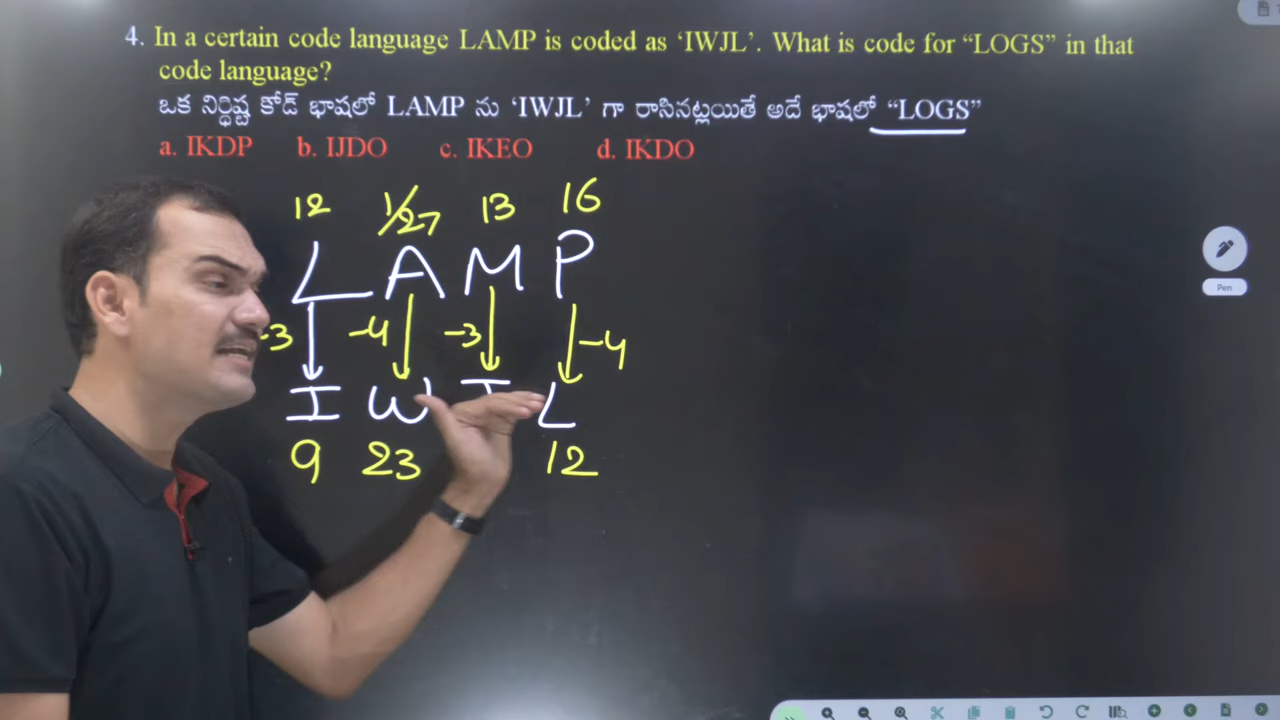 4. In a certain code language LAMP is coded as ‘IWJL’. What is code for “LOGS” in that
code language?
ఒక నిర్ధిష్ట కోడ్ భాషలో LAMP ను ‘IWJL’ గా రాసినట్లయితే అదే భాషలో “LOGS”
a. IKDP b. IJDO c. IKEO d. IKDO
12 1/27 13 16
L A M P
-3 -4 -3 -4
I W L
9 23 12
Pen